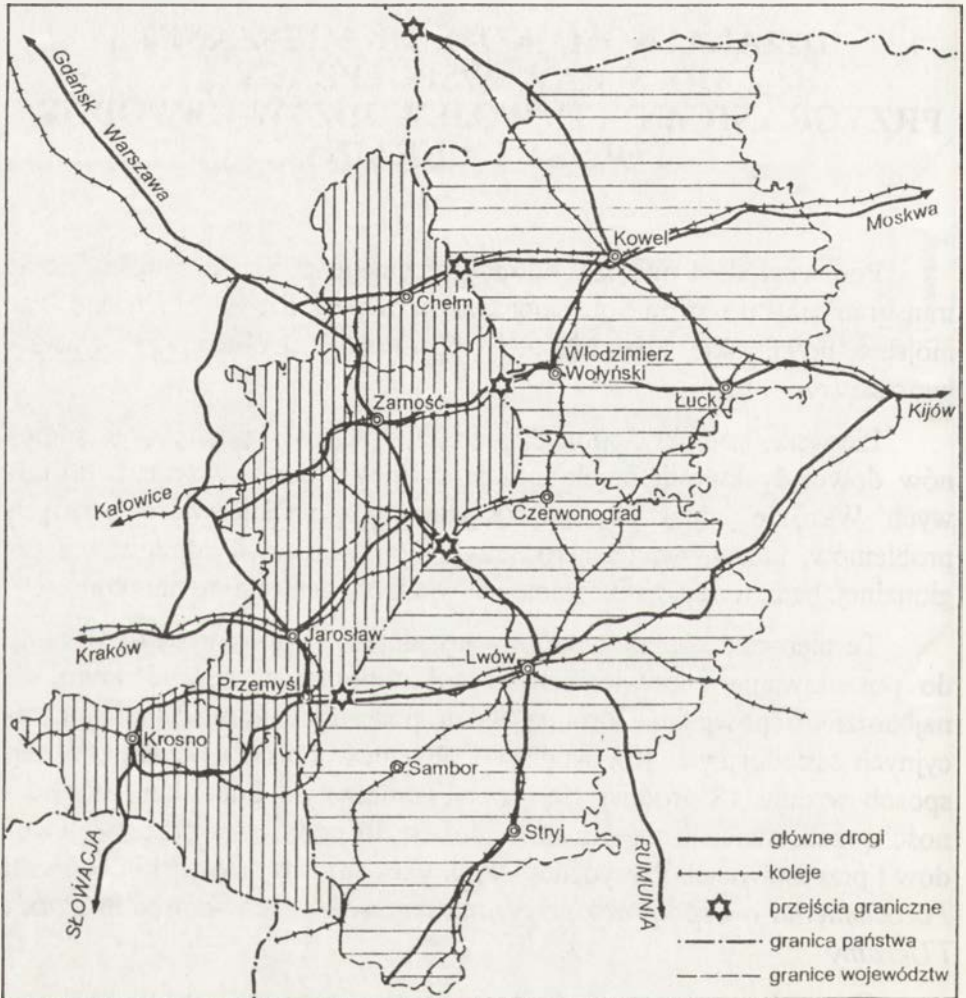 Gdańsk
Warszawa
Kowel
Moskwa
Chełm
Włodzimierz
Wołyński
Łuck
Zamość
Kijów
Katowice
Czerwonograd
Jarosław
Kraków
Lwów
Przemyśl
Krosno
Sambor
Stryj
SŁOWACJA
RUMUNIA
główne drogi
koleje
przejścia graniczne
granica państwa
granice województw